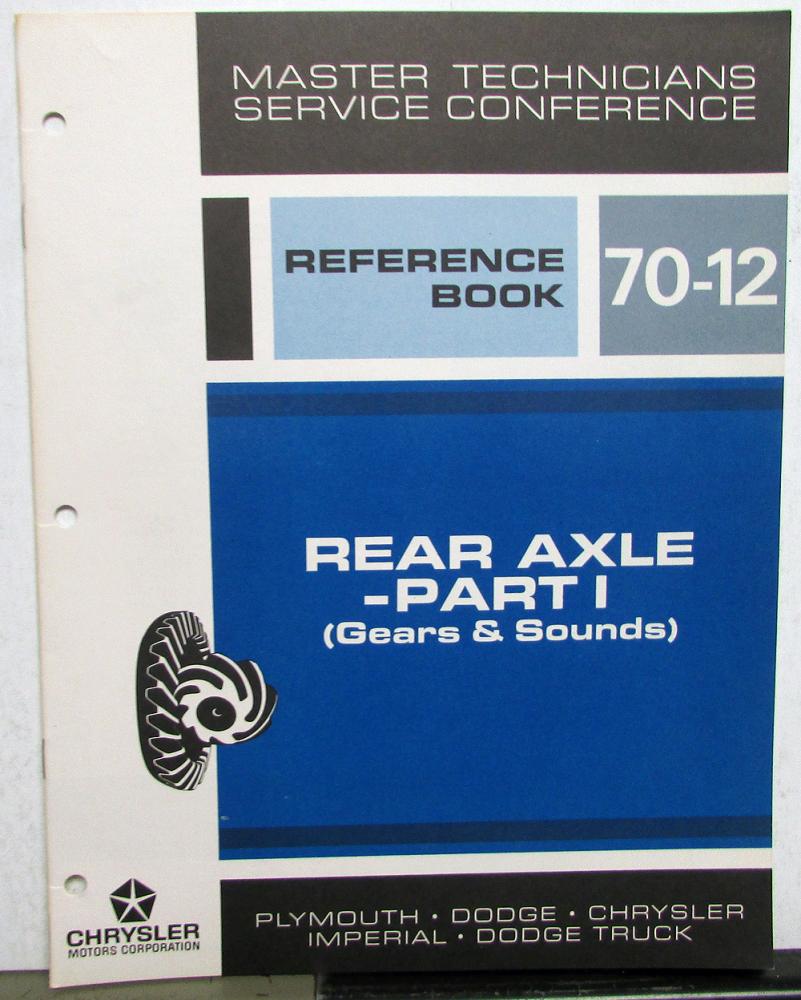 MASTER TECHNICIANS
SERVICE CONFERENCE
REFERENCE
BOOK
70-12
REAR AXLE
-PART I
(Gears & Sounds)
CHRYSLER
MOTORS CORPORATION
PLYMOUTH • DODGE • CHRYSLER
IMPERIAL • DODGE TRUCK